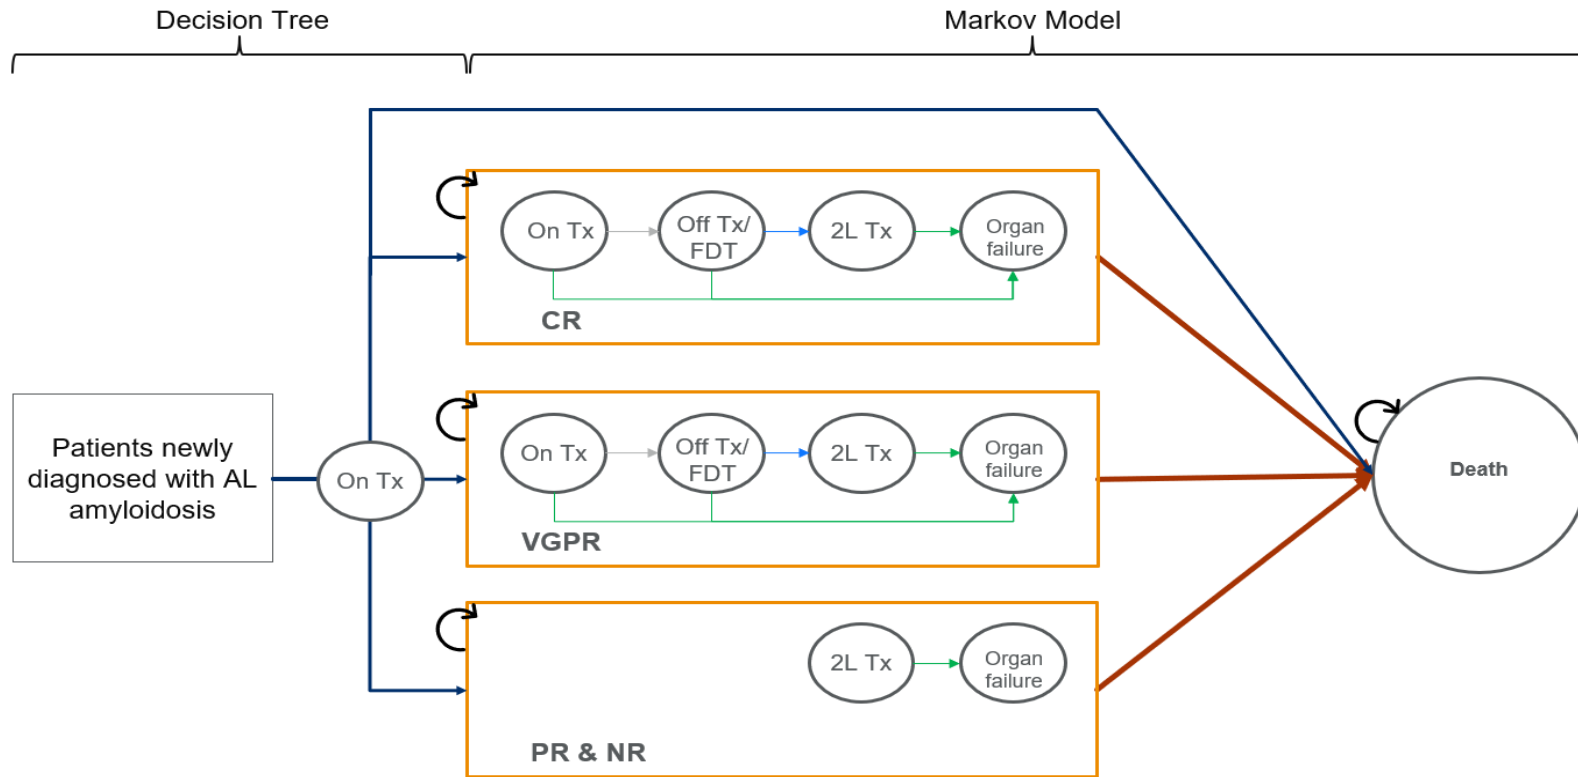 Decision Tree
Markov Model
On Tx
Off Tx/
FDT
2L Tx
Organ
failure
CR
Patients newly
diagnosed with AL
amyloidosis
On Tx
On Tx
Off Tx/
FDT
2L Tx
Organ
failure
VGPR
Death
2L Tx
Organ
failure
PR & NR